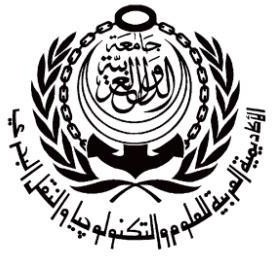 جامعة
الدول العربية
الأكاديمية العربية للعلوم والتكنولوجيا والنقل البحري